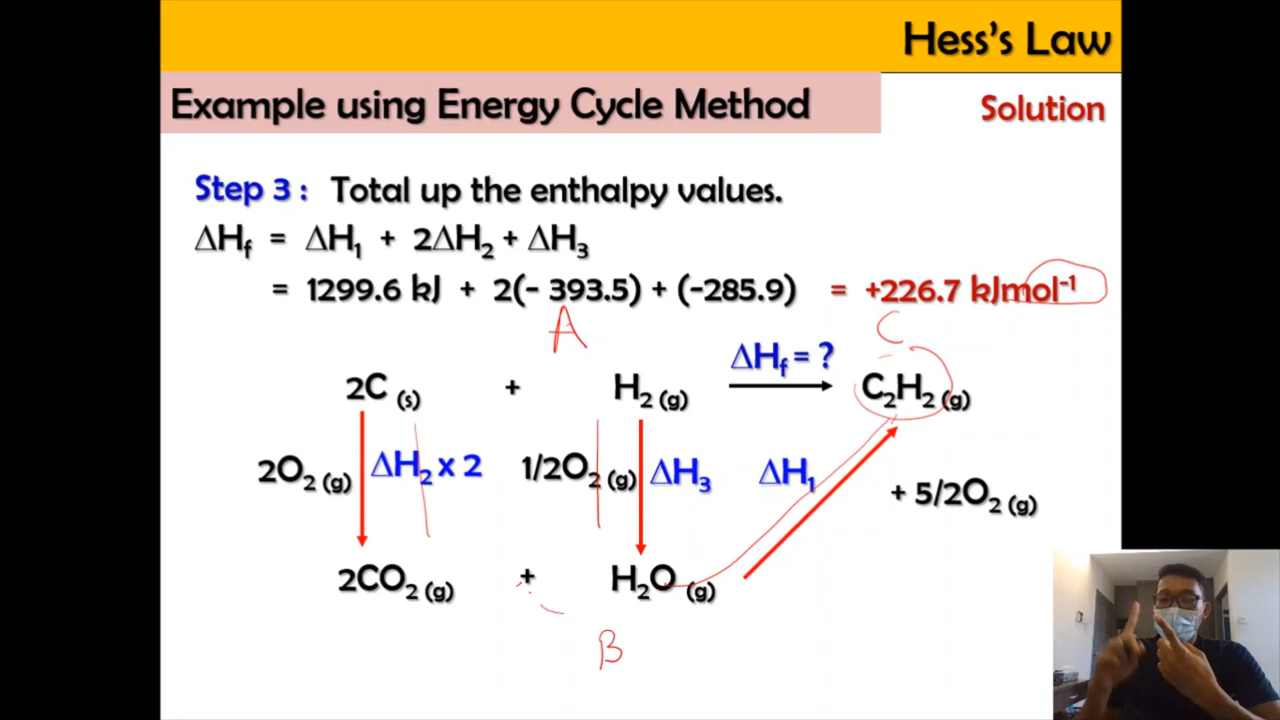 Hess's Law
Example using Energy Cycle Method
Solution
Step 3 : Total up the enthalpy values.
ΔHf = ΔH1 + 2ΔH2 + ΔH3
= 1299.6 kJ + 2(- 393.5) + (-285.9) = +226.7 kJmol-1
A
C
ΔHf = ?
2C (s) + H2 (g) C2H2 (g)
2O2 (g) ΔH2 x 2 1/2O2 (g) ΔH3 ΔH1 + 5/2O2 (g)
2CO2 (g) + H2O (g)
B